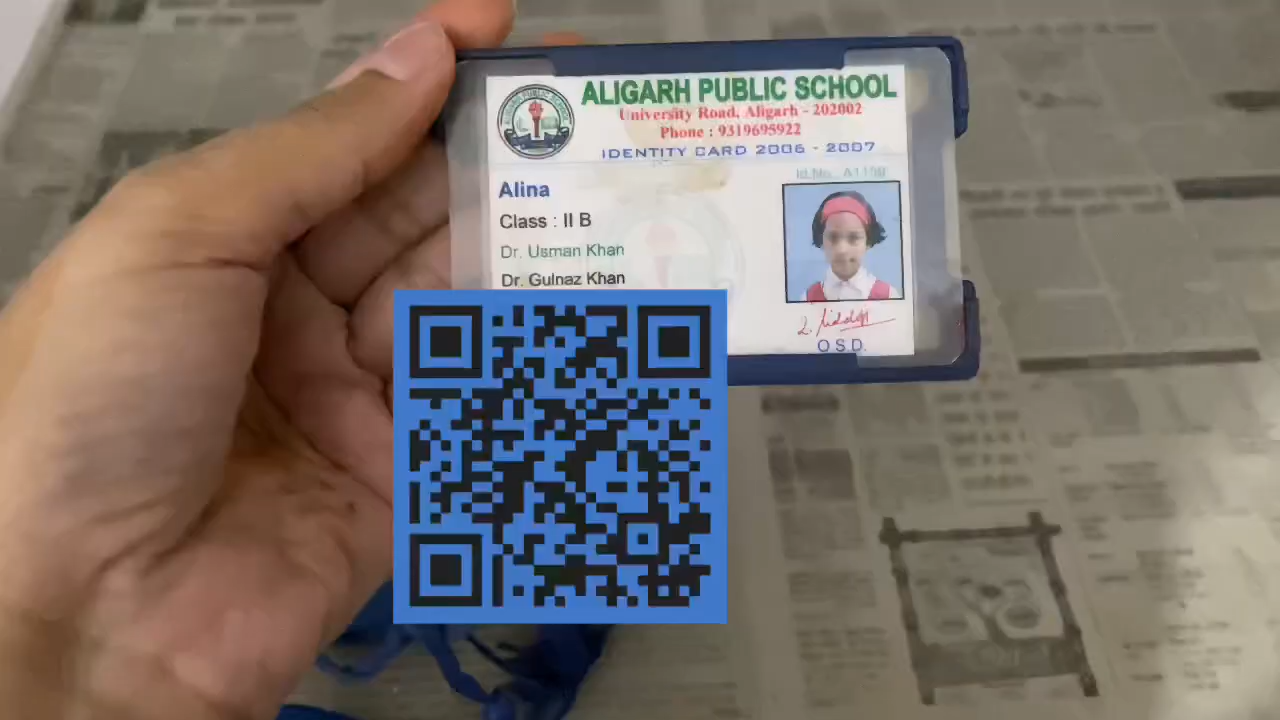 ALIGARH PUBLIC SCHOOL
University Road, Aligarh - 202002
Phone : 9319695922
IDENTITY CARD 2006 - 2007
Id.No.
Alina
Class : II B
Dr. Usman Khan
Dr. Gulnaz Khan
O.S.D.